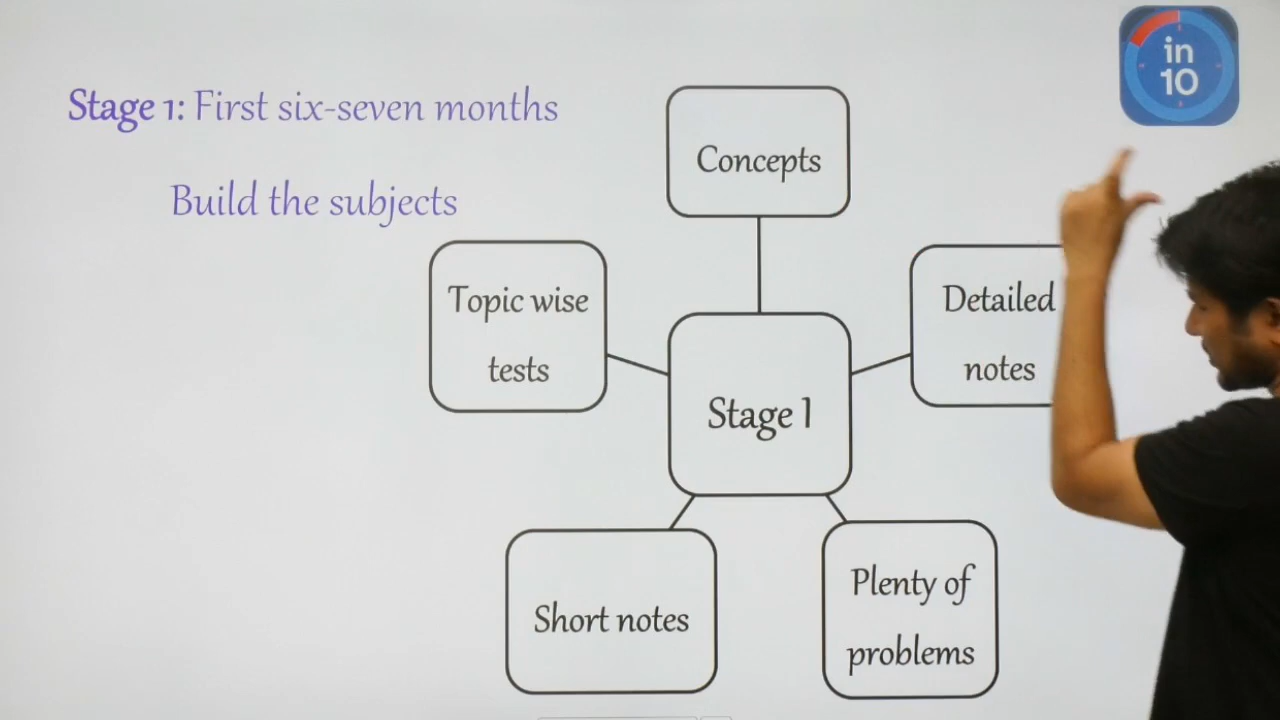 Stage 1: First six-seven months
Build the subjects
in
10
Concepts
Topic wise
tests
Detailed
notes
Stage 1
Short notes
Plenty of
problems